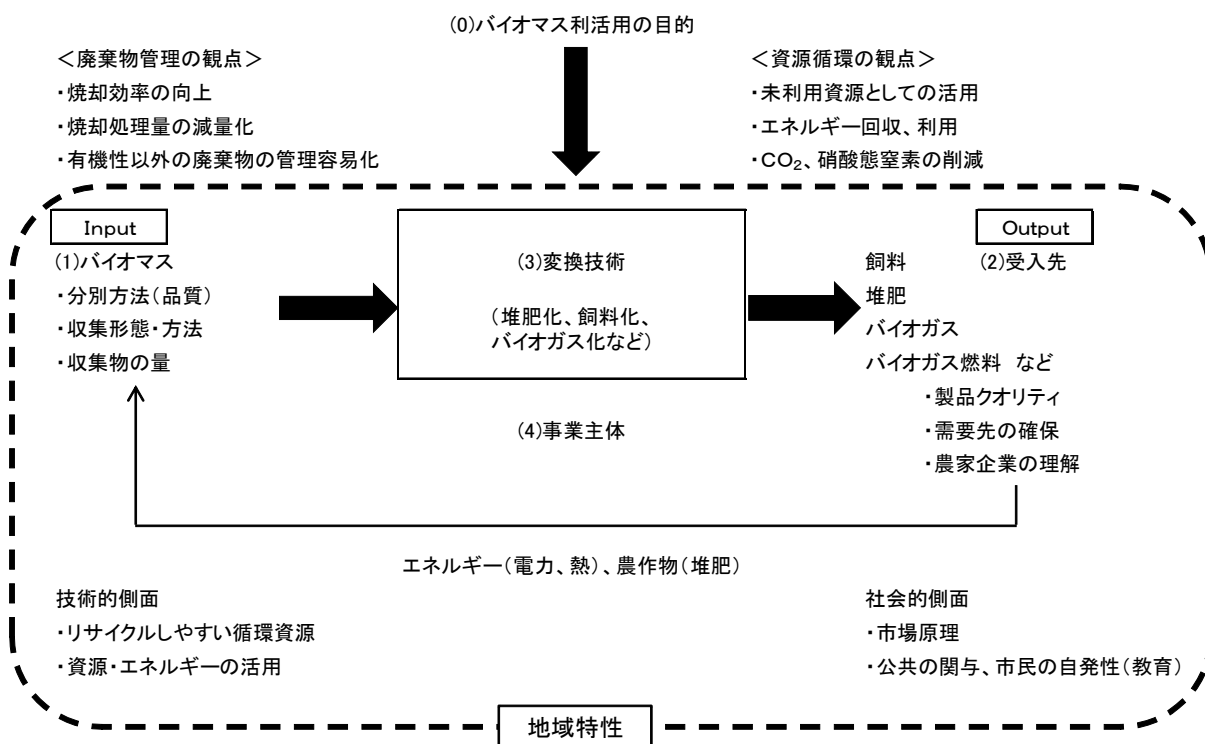 (0)バイオマス利活用の目的
＜廃棄物管理の観点＞
・焼却効率の向上
・焼却処理量の減量化
・有機性以外の廃棄物の管理容易化
＜資源循環の観点＞
・未利用資源としての活用
・エネルギー回収、利用
・CO₂、硝酸態窒素の削減
Input
(1)バイオマス
・分別方法（品質）
・収集形態・方法
・収集物の量
(3)変換技術
（堆肥化、飼料化、
バイオガス化など）
(4)事業主体
Output
飼料　(2)受入先
堆肥
バイオガス
バイオガス燃料　など
・製品クオリティ
・需要先の確保
・農家企業の理解
エネルギー（電力、熱）、農作物（堆肥）
技術的側面
・リサイクルしやすい循環資源
・資源・エネルギーの活用
社会的側面
・市場原理
・公共の関与、市民の自発性（教育）
地域特性